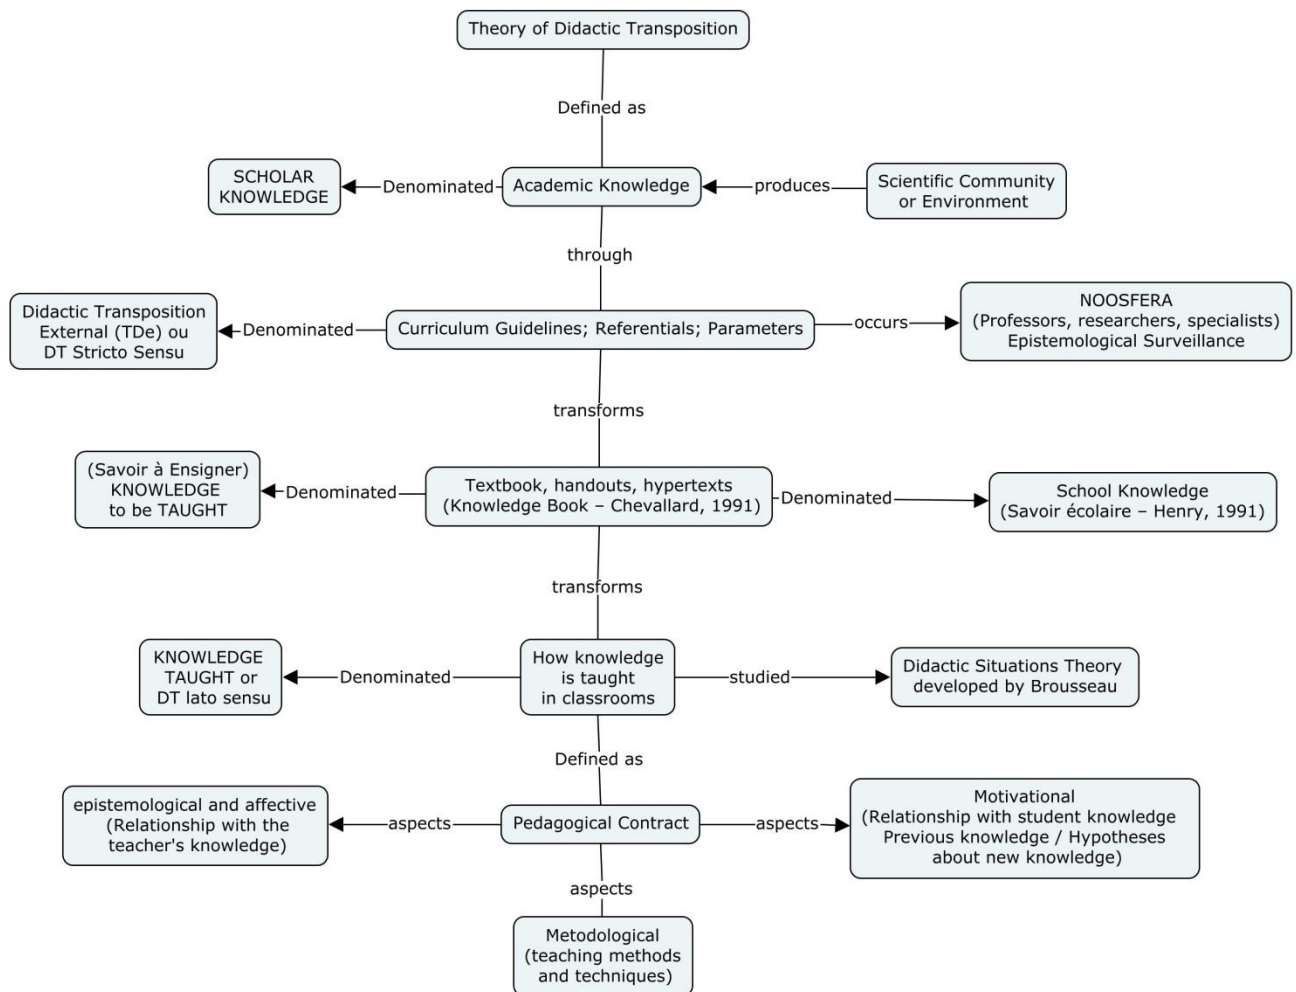 Theory of Didactic Transposition
Defined as
SCHOLAR
KNOWLEDGE
Denominated
Academic Knowledge
produces
Scientific Community
or Environment
through
Didactic Transposition
External (TDe) ou
DT Stricto Sensu
Denominated
Curriculum Guidelines; Referentials; Parameters
occurs
NOOSFERA
(Professors, researchers, specialists)
Epistemological Surveillance
transforms
(Savoir à Ensigner)
KNOWLEDGE
to be TAUGHT
Denominated
Textbook, handouts, hypertexts
(Knowledge Book – Chevallard, 1991)
Denominated
School Knowledge
(Savoir écolaire – Henry, 1991)
transforms
KNOWLEDGE
TAUGHT or
DT lato sensu
Denominated
How knowledge
is taught
in classrooms
studied
Didactic Situations Theory
developed by Brousseau
Defined as
epistemological and affective
(Relationship with the
teacher's knowledge)
aspects
Pedagogical Contract
aspects
Motivational
(Relationship with student knowledge
Previous knowledge / Hypotheses
about new knowledge)
aspects
Metodological
(teaching methods
and techniques)